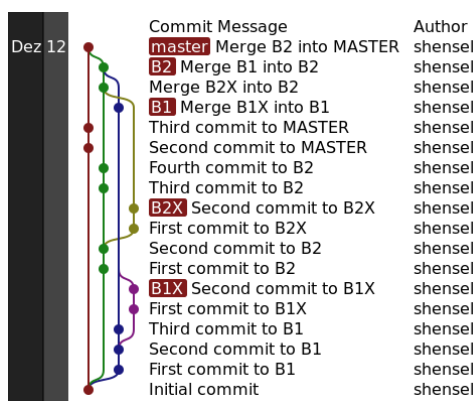 Commit Message Author
Dez 12 master Merge B2 into MASTER shensel
B2 Merge B1 into B2 shensel
Merge B2X into B2 shensel
B1 Merge B1X into B1 shensel
Third commit to MASTER shensel
Second commit to MASTER shensel
Fourth commit to B2 shensel
Third commit to B2 shensel
B2X Second commit to B2X shensel
First commit to B2X shensel
Second commit to B2 shensel
First commit to B2 shensel
B1X Second commit to B1X shensel
First commit to B1X shensel
Third commit to B1 shensel
Second commit to B1 shensel
First commit to B1 shensel
Initial commit shensel